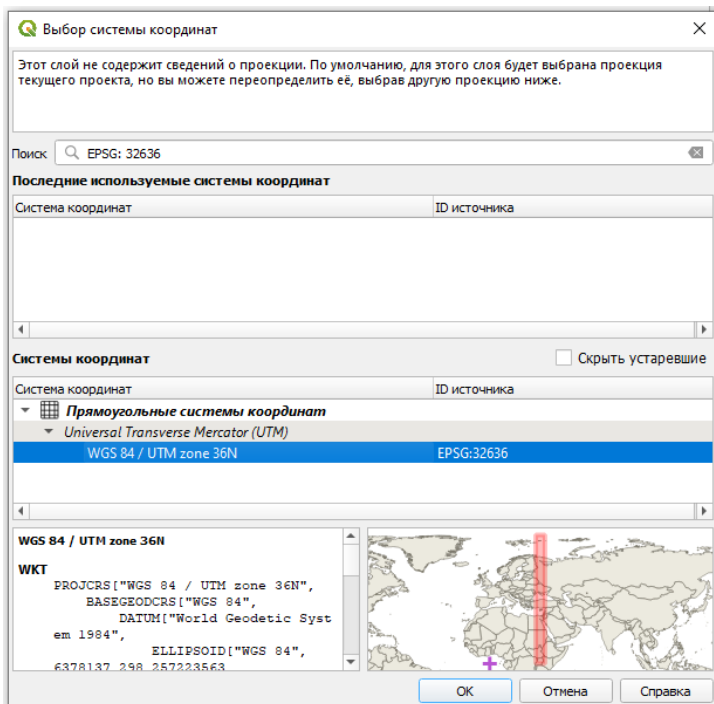 Выбор системы координат
Этот слой не содержит сведений о проекции. По умолчанию, для этого слоя будет выбрана проекция
текущего проекта, но вы можете переопределить её, выбрав другую проекцию ниже.
Поиск EPSG: 32636
Последние используемые системы координат
Система координат ID источника
Системы координат Скрыть устаревшие
Система координат ID источника
Прямоугольные системы координат
Universal Transverse Mercator (UTM)
WGS 84 / UTM zone 36N EPSG:32636
WGS 84 / UTM zone 36N
WKT
PROJCRS["WGS 84 / UTM zone 36N",
BASEGEODCRS["WGS 84",
DATUM["World Geodetic Syst
em 1984",
ELLIPSOID["WGS 84",
6378137,298.257223563,
OK Отмена Справка